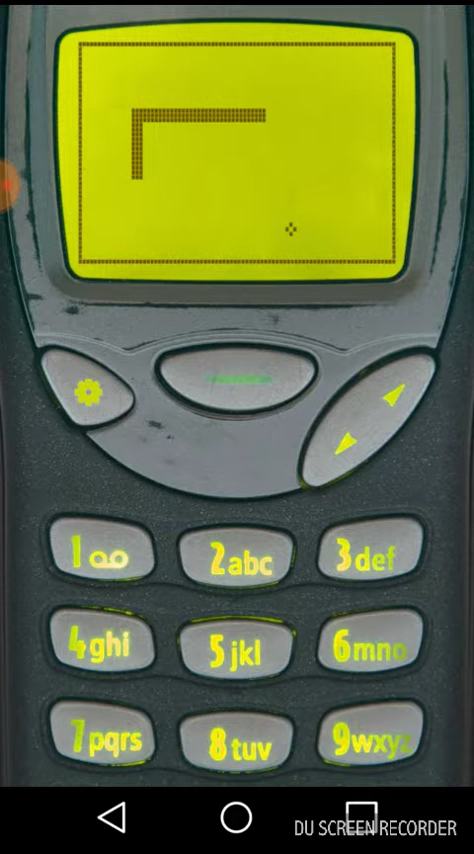 1
2abc
3def
4ghi
5jkl
6mno
7pqrs
8tuv
9wxyz
DU SCREEN RECORDER